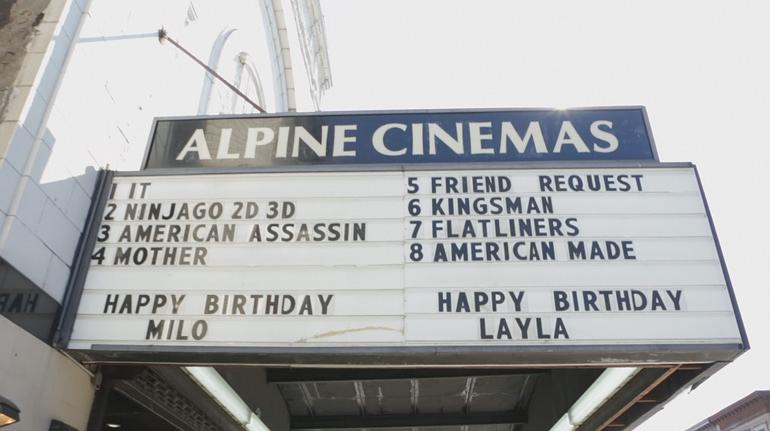 ALPINE CINEMAS
1 IT
2 NINJAGO 2D 3D
3 AMERICAN ASSASSIN
4 MOTHER
HAPPY BIRTHDAY
MILO
5 FRIEND REQUEST
6 KINGSMAN
7 FLATLINERS
8 AMERICAN MADE
HAPPY BIRTHDAY
LAYLA